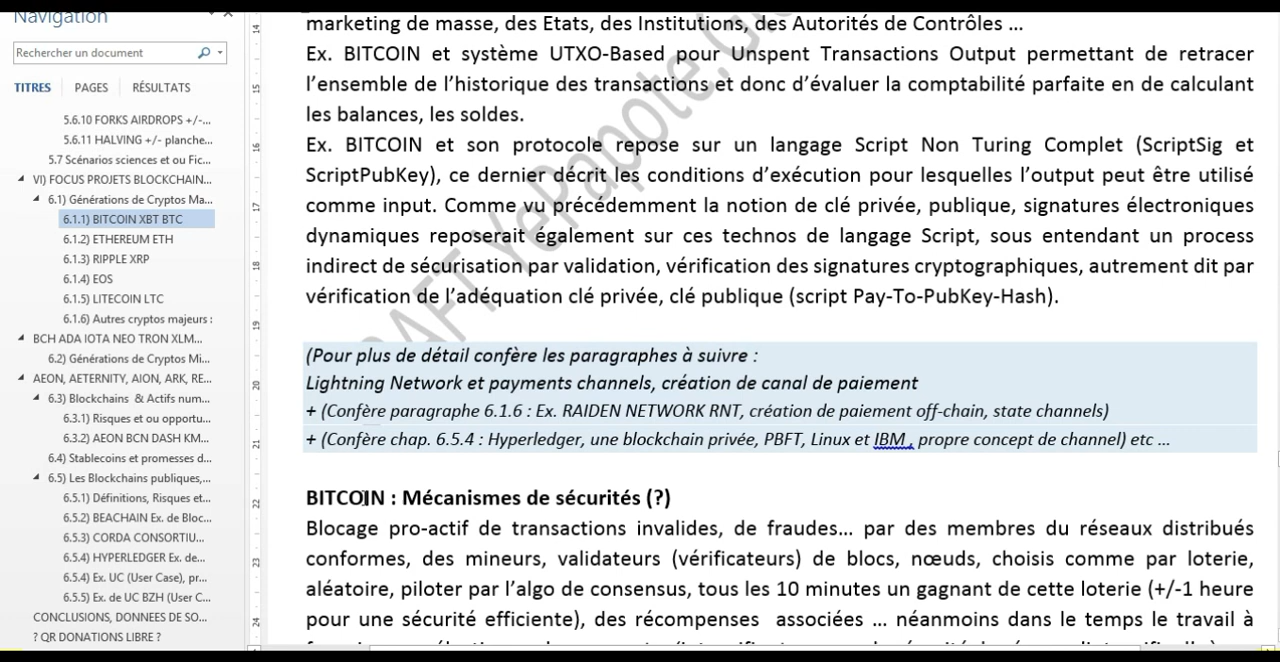 Navigation
Rechercher un document
TITRES PAGES RÉSULTATS
5.6.10 FORKS AIRDROPS +/-...
5.6.11 HALVING +/- planche...
5.7 Scénarios sciences et ou Fic...
VI) FOCUS PROJETS BLOCKCHAIN...
6.1) Générations de Cryptos Ma...
6.1.1) BITCOIN XBT BTC
6.1.2) ETHEREUM ETH
6.1.3) RIPPLE XRP
6.1.4) EOS
6.1.5) LITECOIN LTC
6.1.6) Autres cryptos majeurs :
BCH ADA IOTA NEO TRON XLM...
6.2) Générations de Cryptos Mi...
AEON, AETERNITY, AION, ARK, RE...
6.3) Blockchains & Actifs num...
6.3.1) Risques et ou opportu...
6.3.2) AEON BCN DASH KM...
6.4) Stablecoins et promesses d...
6.5) Les Blockchains publiques,...
6.5.1) Définitions, Risques et...
6.5.2) BEACHAIN Ex. de Bloc...
6.5.3) CORDA CONSORTIU...
6.5.4) HYPERLEDGER Ex. de...
6.5.4) Ex. UC (User Case), pr...
6.5.5) Ex. de UC BZH (User C...
CONCLUSIONS, DONNEES DE SO...
? QR DONATIONS LIBRE ?
14
15
16
17
18
19
20
21
22
23
24
marketing de masse, des Etats, des Institutions, des Autorités de Contrôles ...
Ex. BITCOIN et système UTXO-Based pour Unspent Transactions Output permettant de retracer
l'ensemble de l'historique des transactions et donc d'évaluer la comptabilité parfaite en de calculant
les balances, les soldes.
Ex. BITCOIN et son protocole repose sur un langage Script Non Turing Complet (ScriptSig et
ScriptPubKey), ce dernier décrit les conditions d'exécution pour lesquelles l'output peut être utilisé
comme input. Comme vu précédemment la notion de clé privée, publique, signatures électroniques
dynamiques reposerait également sur ces technos de langage Script, sous entendant un process
indirect de sécurisation par validation, vérification des signatures cryptographiques, autrement dit par
vérification de l'adéquation clé privée, clé publique (script Pay-To-PubKey-Hash).
(Pour plus de détail confère les paragraphes à suivre :
Lightning Network et payments channels, création de canal de paiement
+ (Confère paragraphe 6.1.6 : Ex. RAIDEN NETWORK RNT, création de paiement off-chain, state channels)
+ (Confère chap. 6.5.4 : Hyperledger, une blockchain privée, PBFT, Linux et IBM , propre concept de channel) etc ...
BITCOIN : Mécanismes de sécurités (?)
Blocage pro-actif de transactions invalides, de fraudes... par des membres du réseaux distribués
conformes, des mineurs, validateurs (vérificateurs) de blocs, nœuds, choisis comme par loterie,
aléatoire, piloter par l'algo de consensus, tous les 10 minutes un gagnant de cette loterie (+/-1 heure
pour une sécurité efficiente), des récompenses associées ... néanmoins dans le temps le travail à